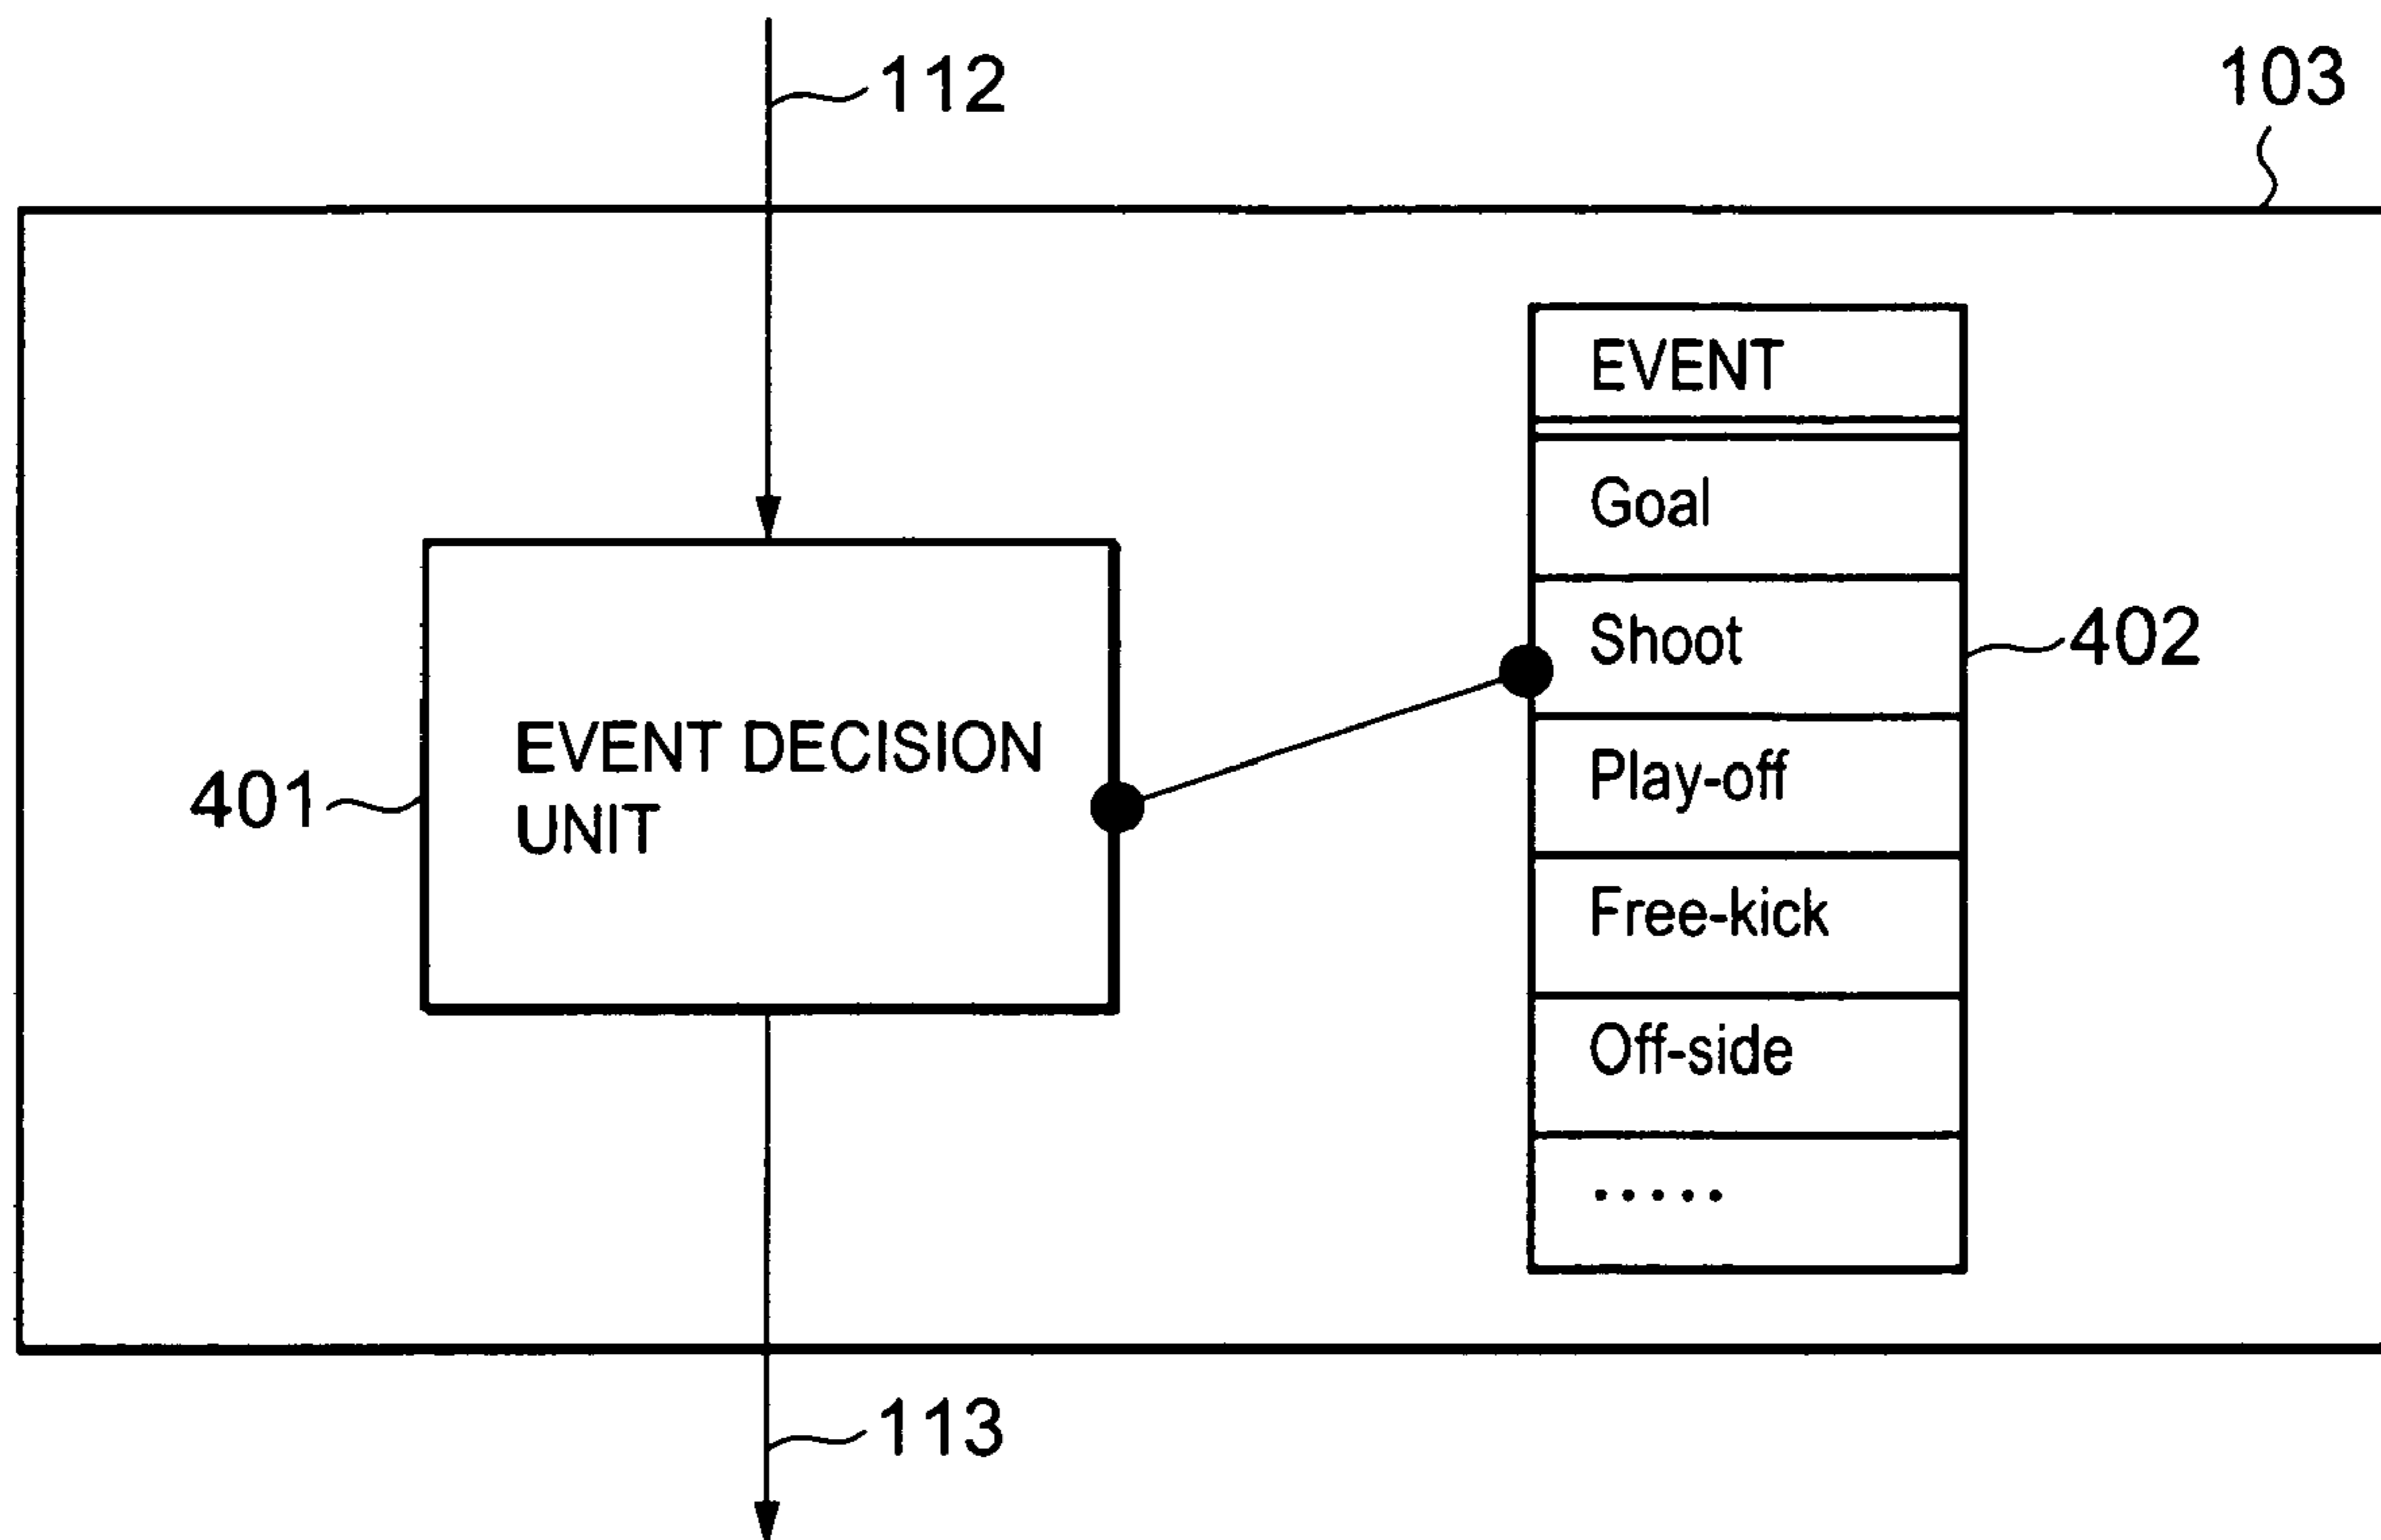 112
103
EVENT
Goal
Shoot
402
Play-off
EVENT DECISION
UNIT
401
Free-kick
Off-side
.....
113